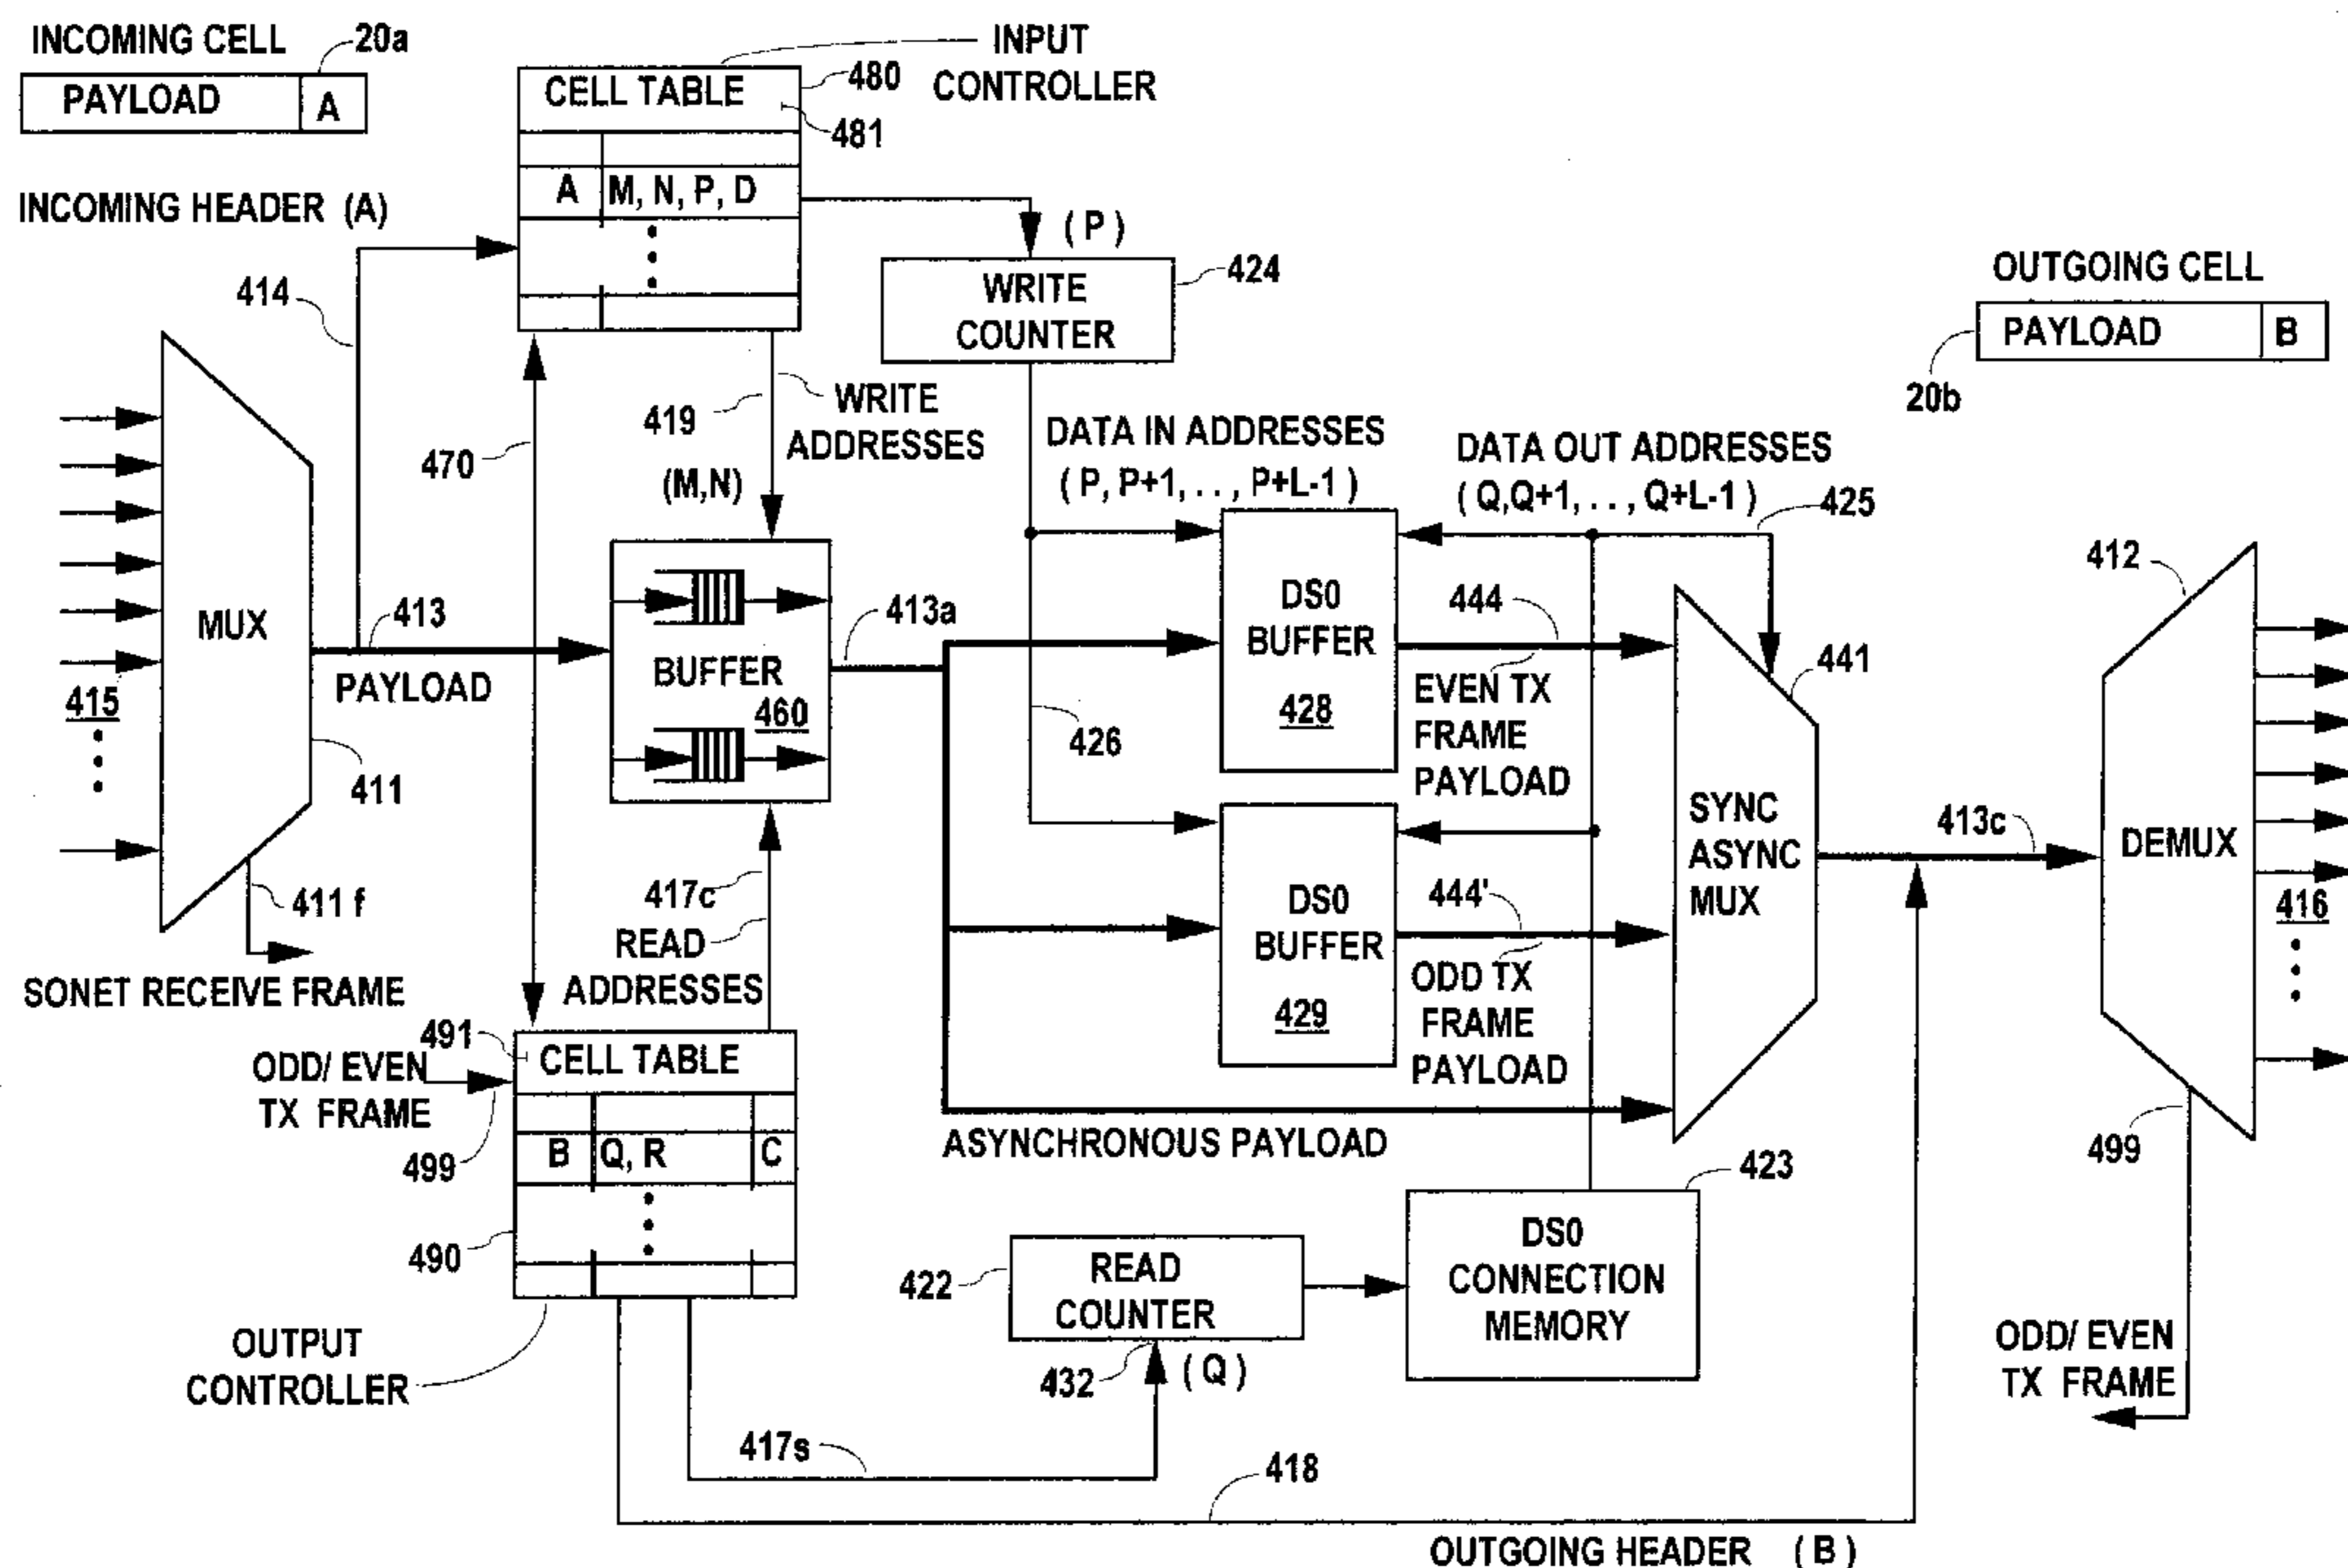 INCOMING CELL
20a
PAYLOAD
A
INCOMING HEADER (A)
414
INPUT
CONTROLLER
CELL TABLE
480
481
A
M, N, P, D
( P )
WRITE
COUNTER
424
OUTGOING CELL
PAYLOAD
B
20b
419
WRITE
ADDRESSES
(M,N)
470
DATA IN ADDRESSES
( P, P+1, . . , P+L-1 )
DATA OUT ADDRESSES
( Q,Q+1, . . , Q+L-1 )
425
MUX
413
PAYLOAD
415
411
411 f
SONET RECEIVE FRAME
BUFFER
460
413a
426
DS0
BUFFER
428
444
EVEN TX
FRAME
PAYLOAD
441
412
SYNC
ASYNC
MUX
413c
DEMUX
416
417c
READ
ADDRESSES
DS0
BUFFER
429
444'
ODD TX
FRAME
PAYLOAD
491
CELL TABLE
ODD/ EVEN
TX FRAME
499
B
Q, R
C
490
ASYNCHRONOUS PAYLOAD
499
423
DS0
CONNECTION
MEMORY
422
READ
COUNTER
432
( Q )
OUTPUT
CONTROLLER
ODD/ EVEN
TX FRAME
417s
418
OUTGOING HEADER ( B )